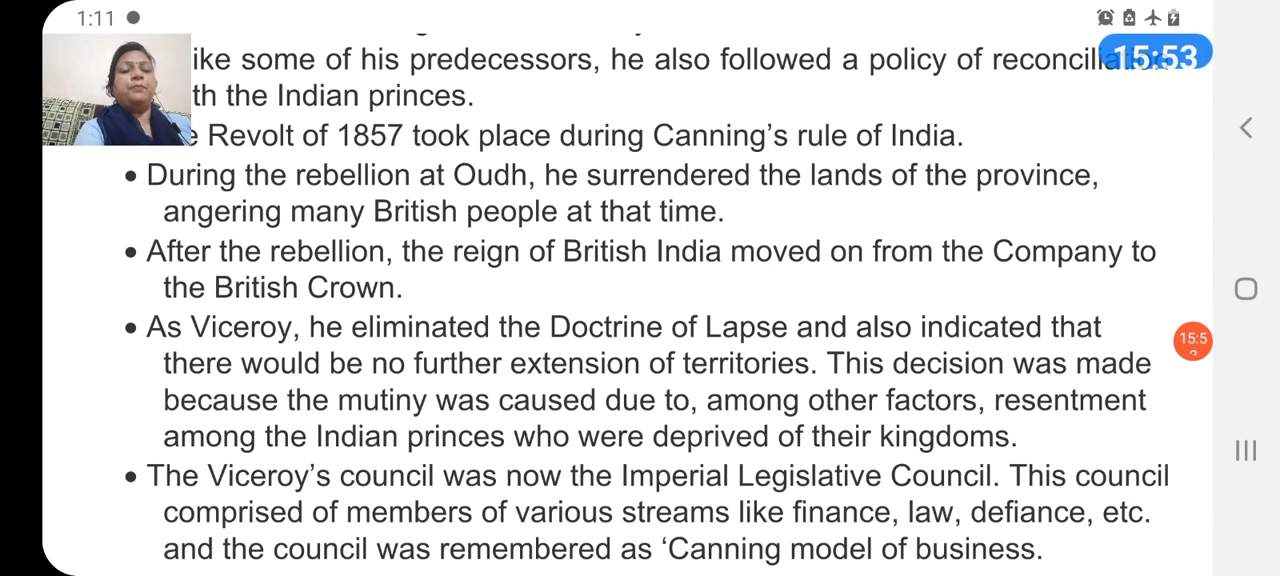 1:11
ike some of his predecessors, he also followed a policy of
15:53
th the Indian princes.
e Revolt of 1857 took place during Canning's rule of India.
• During the rebellion at Oudh, he surrendered the lands of the province,
angering many British people at that time.
• After the rebellion, the reign of British India moved on from the Company to
the British Crown.
• As Viceroy, he eliminated the Doctrine of Lapse and also indicated that
there would be no further extension of territories. This decision was made
15:5
because the mutiny was caused due to, among other factors, resentment
among the Indian princes who were deprived of their kingdoms.
• The Viceroy's council was now the Imperial Legislative Council. This council
comprised of members of various streams like finance, law, defiance, etc.
and the council was remembered as ‘Canning model of business.